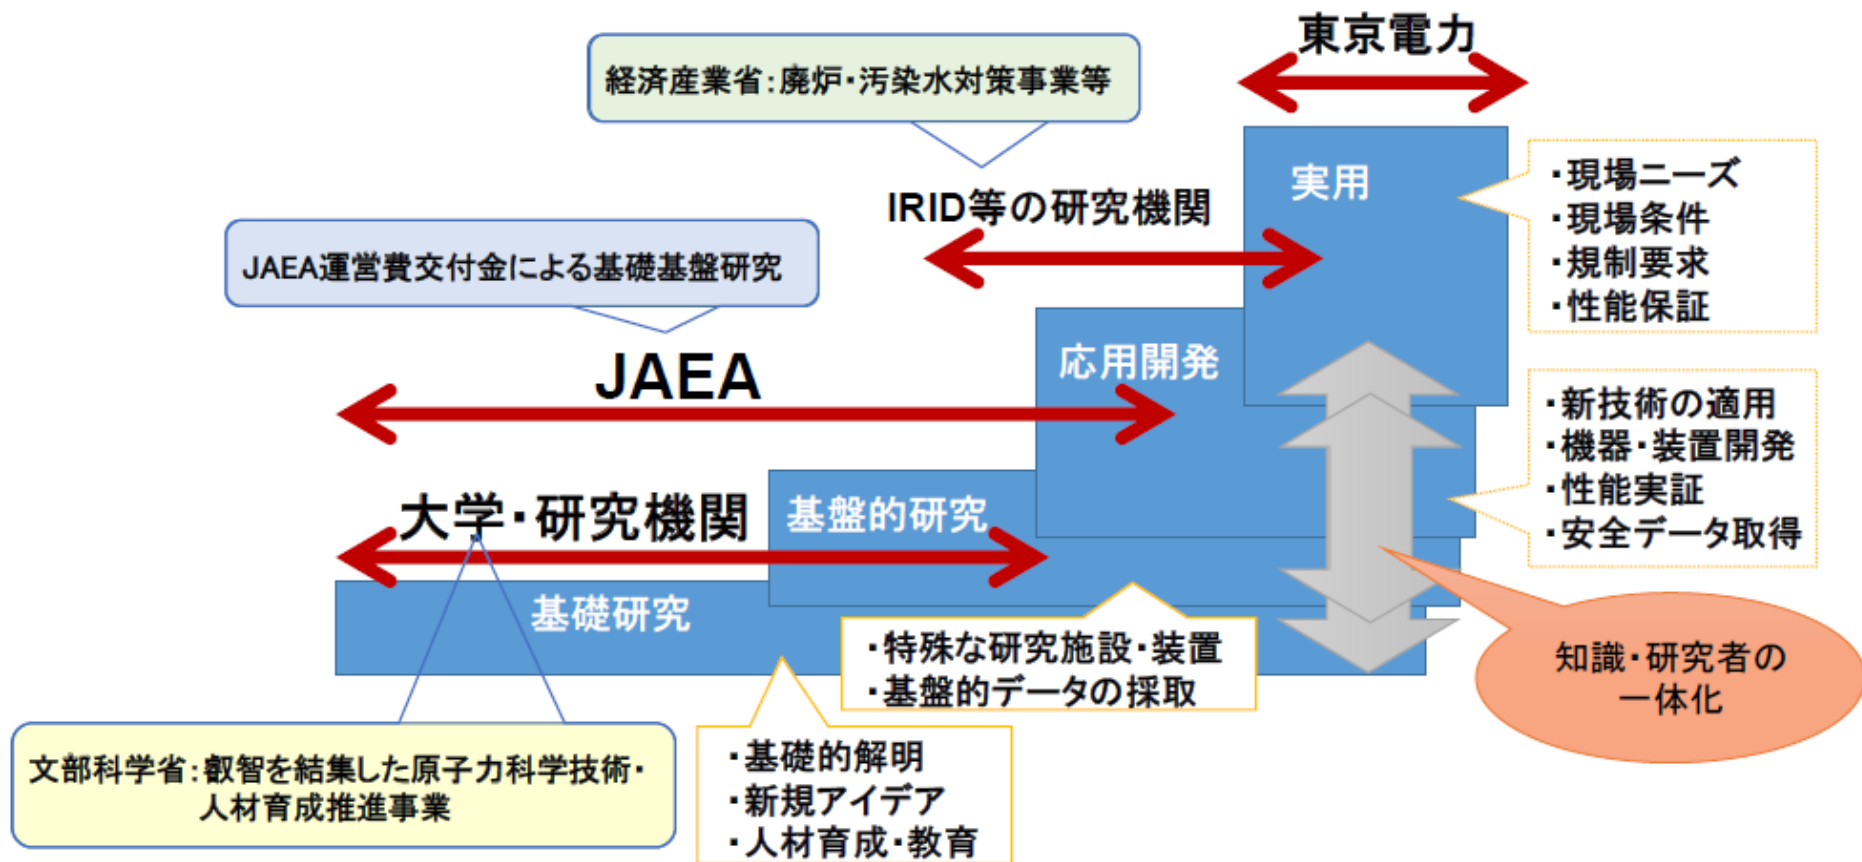 東京電力
経済産業省：廃炉・汚染水対策事業等
実用
・現場ニーズ
・現場条件
・規制要求
・性能保証
IRID等の研究機関
JAEA運営費交付金による基礎基盤研究
JAEA
応用開発
・新技術の適用
・機器・装置開発
・性能実証
・安全データ取得
大学・研究機関
基盤的研究
基礎研究
・特殊な研究施設・装置
・基盤的データの採取
知識・研究者の
一体化
文部科学省：叡智を結集した原子力科学技術・
人材育成推進事業
・基礎的解明
・新規アイデア
・人材育成・教育